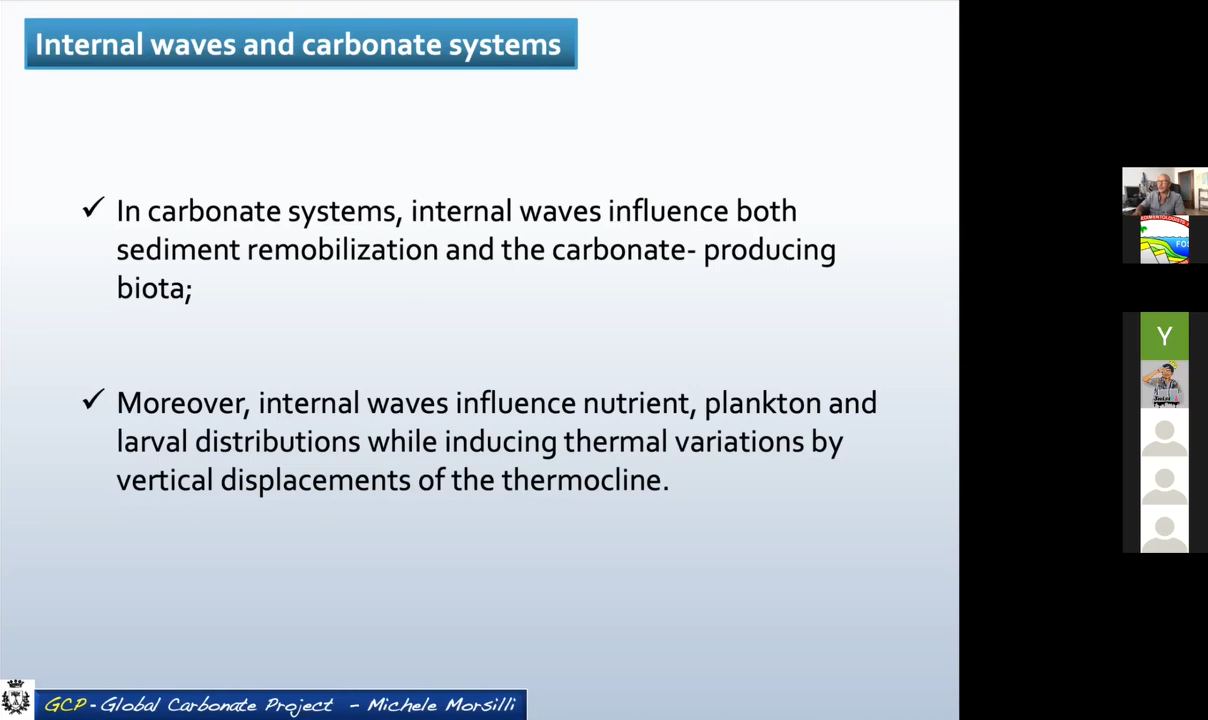 Internal waves and carbonate systems
✓ In carbonate systems, internal waves influence both
sediment remobilization and the carbonate- producing
biota;
✓ Moreover, internal waves influence nutrient, plankton and
larval distributions while inducing thermal variations by
vertical displacements of the thermocline.
GCP - Global Carbonate Project - Michele Morsilli
FO
Y